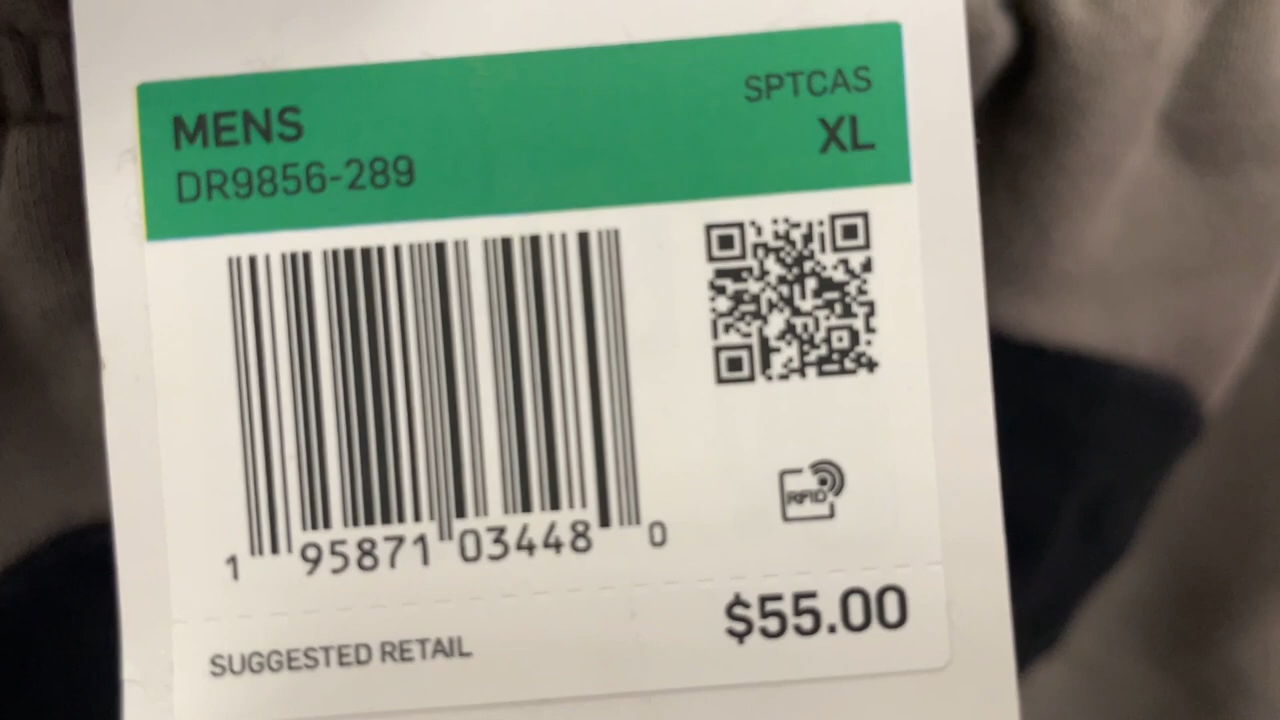 MENS
DR9856-289
SPTCAS
XL
1 95871 03448 0
RFID
SUGGESTED RETAIL
$55.00